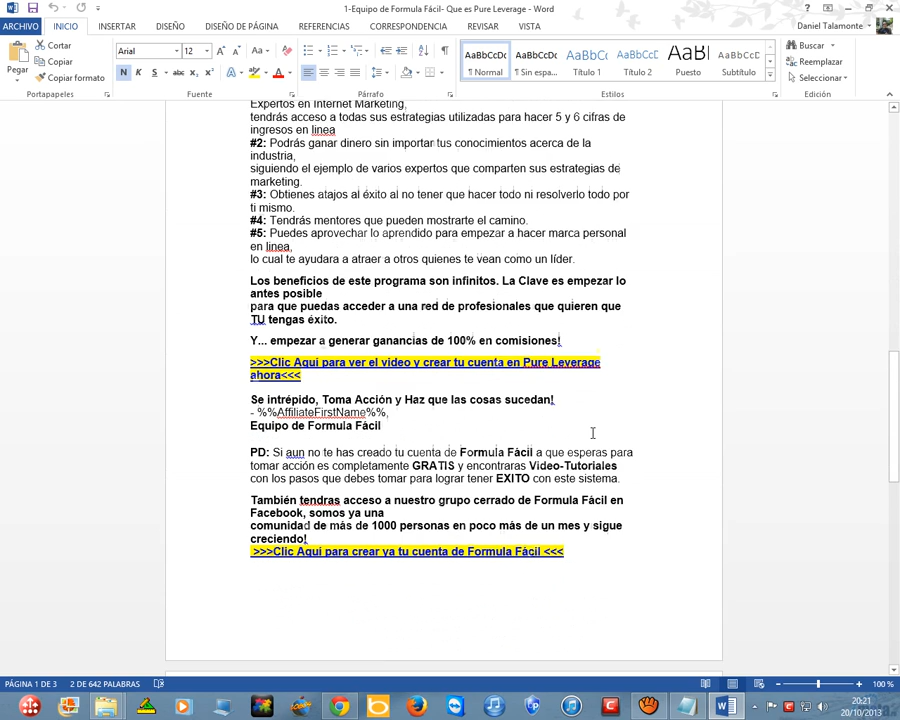 1-Equipo de Formula Fácil- Que es Pure Leverage - Word
ARCHIVO INICIO INSERTAR DISEÑO DISEÑO DE PÁGINA REFERENCIAS CORRESPONDENCIA REVISAR VISTA Daniel Talamonte
Pegar Cortar Copiar Copiar formato
Arial 12
N K S abc x₂ x²
AaBbCcDc AaBbCcDc AaBbCc AaBbCcD AaBb AaBbCcD
¶ Normal ¶ Sin espa... Título 1 Título 2 Puesto Subtítulo
Buscar Reemplazar Seleccionar
Portapapeles Fuente Párrafo Estilos Edición
Expertos en Internet Marketing,
tendrás acceso a todas sus estrategias utilizadas para hacer 5 y 6 cifras de
ingresos en linea
#2: Podrás ganar dinero sin importar tus conocimientos acerca de la
industria,
siguiendo el ejemplo de varios expertos que comparten sus estrategias de
marketing.
#3: Obtienes atajos al éxito al no tener que hacer todo ni resolverlo todo por
ti mismo.
#4: Tendrás mentores que pueden mostrarte el camino.
#5: Puedes aprovechar lo aprendido para empezar a hacer marca personal
en linea,
lo cual te ayudara a atraer a otros quienes te vean como un líder.
Los beneficios de este programa son infinitos. La Clave es empezar lo
antes posible
para que puedas acceder a una red de profesionales que quieren que
TU tengas éxito.
Y... empezar a generar ganancias de 100% en comisiones!
>>>Clic Aqui para ver el video y crear tu cuenta en Pure Leverage
ahora<<<
Se intrépido, Toma Acción y Haz que las cosas sucedan!
- %%AffiliateFirstName%%,
Equipo de Formula Fácil
PD: Si aun no te has creado tu cuenta de Formula Fácil a que esperas para
tomar acción es completamente GRATIS y encontraras Video-Tutoriales
con los pasos que debes tomar para lograr tener EXITO con este sistema.
También tendras acceso a nuestro grupo cerrado de Formula Fácil en
Facebook, somos ya una
comunidad de más de 1000 personas en poco más de un mes y sigue
creciendo!
>>>Clic Aqui para crear ya tu cuenta de Formula Fácil <<<
PÁGINA 1 DE 3 2 DE 642 PALABRAS 100 %
20:21
20/10/2013